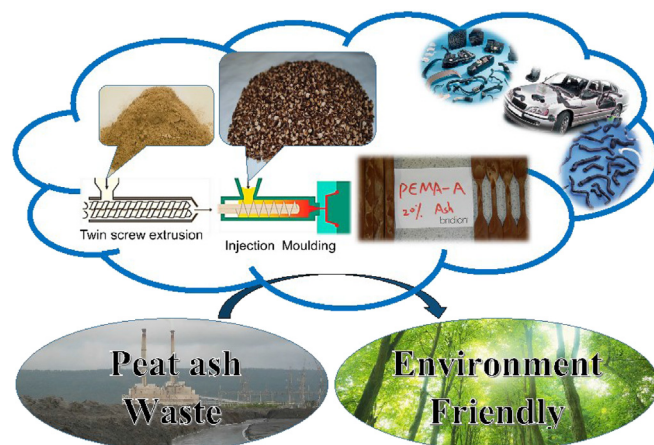 Twin screw extrusion
Injection Moulding
PEMA-A
20% Ash
Peat ash
Waste
Environment
Friendly